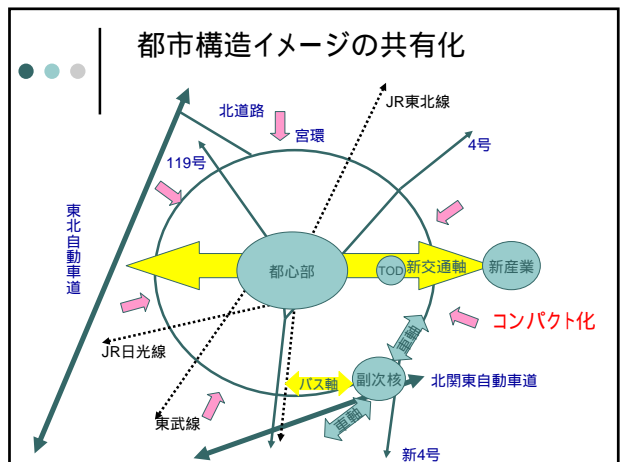 都市構造イメージの共有化
JR東北線
北道路
宮環
119号
4号
東北自動車道
都心部
TOD
新交通軸
新産業
コンパクト化
車軸
JR日光線
バス軸
副次核
北関東自動車道
東武線
車軸
新4号